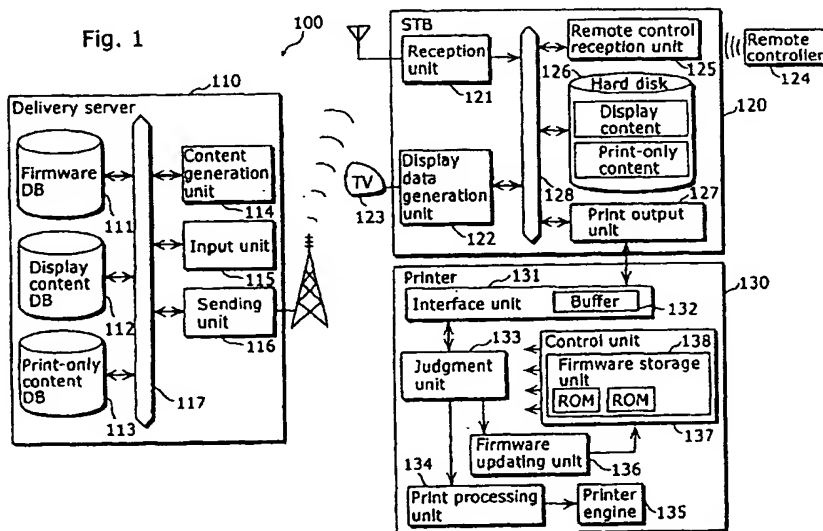 Fig. 1
100
110
Delivery server
Firmware
DB
111
Display
content
DB
112
Print-only
content
DB
113
Content
generation
unit
114
Input unit
115
Sending
unit
116
117
STB
Reception
unit
121
TV
123
Display
data
generation
unit
122
128
Remote control
reception unit
125
Remote
controller
124
126
Hard disk
Display
content
Print-only
content
120
127
Print output
unit
Printer
131
130
Interface unit
Buffer
132
133
Judgment
unit
Control unit
138
Firmware storage
unit
ROM
ROM
137
Firmware
updating unit
136
134
Print processing
unit
Printer
engine
135